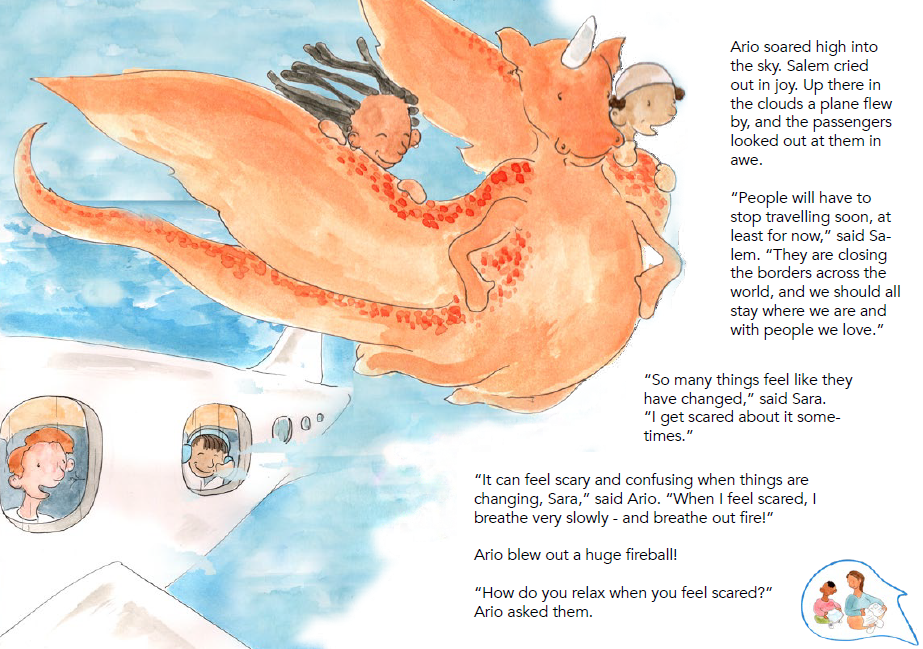 Ario soared high into
the sky. Salem cried
out in joy. Up there in
the clouds a plane flew
by, and the passengers
looked out at them in
awe.
“People will have to
stop travelling soon, at
least for now,” said Sa-
lem. “They are closing
the borders across the
world, and we should all
stay where we are and
with people we love.”
“So many things feel like they
have changed,” said Sara.
“I get scared about it some-
times.”
“It can feel scary and confusing when things are
changing, Sara,” said Ario. “When I feel scared, I
breathe very slowly - and breathe out fire!”
Ario blew out a huge fireball!
“How do you relax when you feel scared?”
Ario asked them.